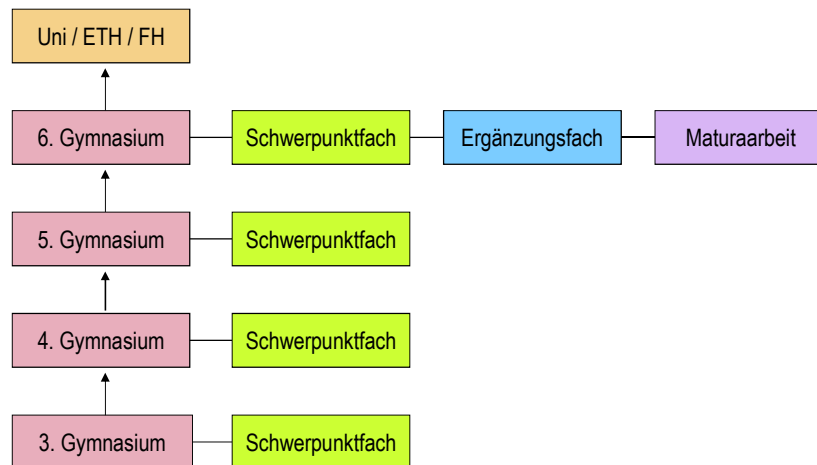 Uni / ETH / FH
6. Gymnasium
Schwerpunktfach
Ergänzungsfach
Maturaarbeit
5. Gymnasium
Schwerpunktfach
4. Gymnasium
Schwerpunktfach
3. Gymnasium
Schwerpunktfach